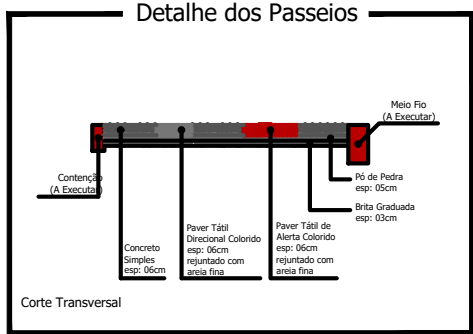 Detalhe dos Passeios
Meio Fio
(A Executar)
Contenção
(A Executar)
Pó de Pedra
esp: 05cm
Brita Graduada
esp: 03cm
Concreto
Simples
esp: 06cm
Paver Tátil
Direcional Colorido
esp: 06cm
rejuntado com
areia fina
Paver Tátil de
Alerta Colorido
esp: 06cm
rejuntado com
areia fina
Corte Transversal